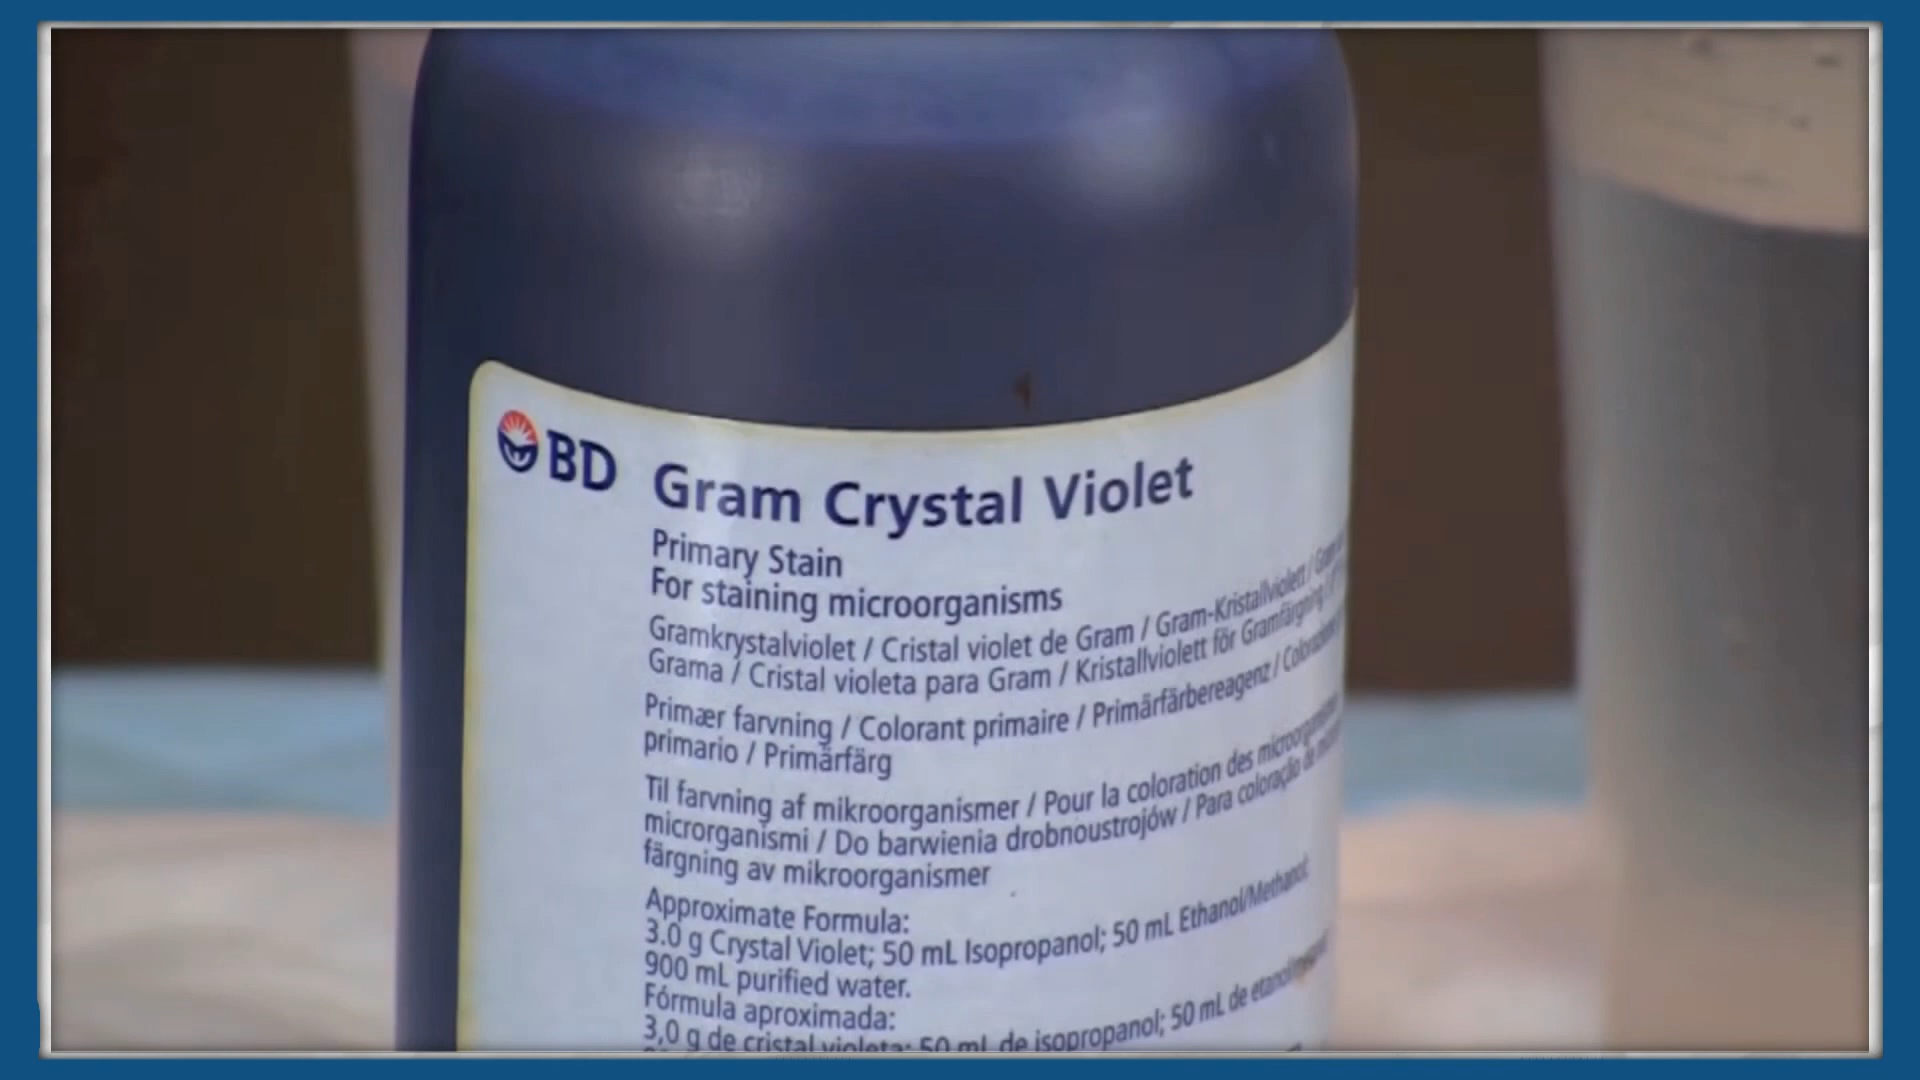 BD Gram Crystal Violet
Primary Stain
For staining microorganisms
Gramkrystalviolet / Cristal violet de Gram / Gram-Kristallviolett /
Grama / Cristal violeta para Gram / Kristallviolett för Gramfärgning /
Primær farvning / Colorant primaire / Primärfärbereagenz /
primario / Primärfärg
Til farvning af mikroorganismer / Pour la coloration des
microrganismi / Do barwienia drobnoustrojów / Para coloração de
färgning av mikroorganismer
Approximate Formula:
3.0 g Crystal Violet; 50 mL Isopropanol; 50 mL Ethanol/Methanol;
900 mL purified water.
Fórmula aproximada:
3,0 g de cristal violeta; 50 mL de isopropanol; 50 mL de